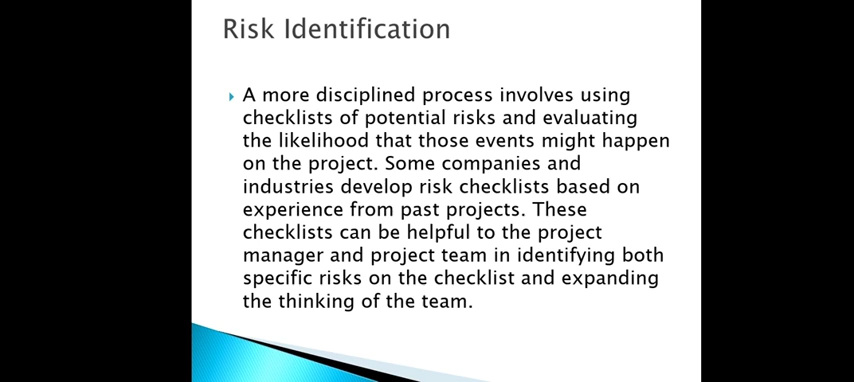 Risk Identification
A more disciplined process involves using
checklists of potential risks and evaluating
the likelihood that those events might happen
on the project. Some companies and
industries develop risk checklists based on
experience from past projects. These
checklists can be helpful to the project
manager and project team in identifying both
specific risks on the checklist and expanding
the thinking of the team.